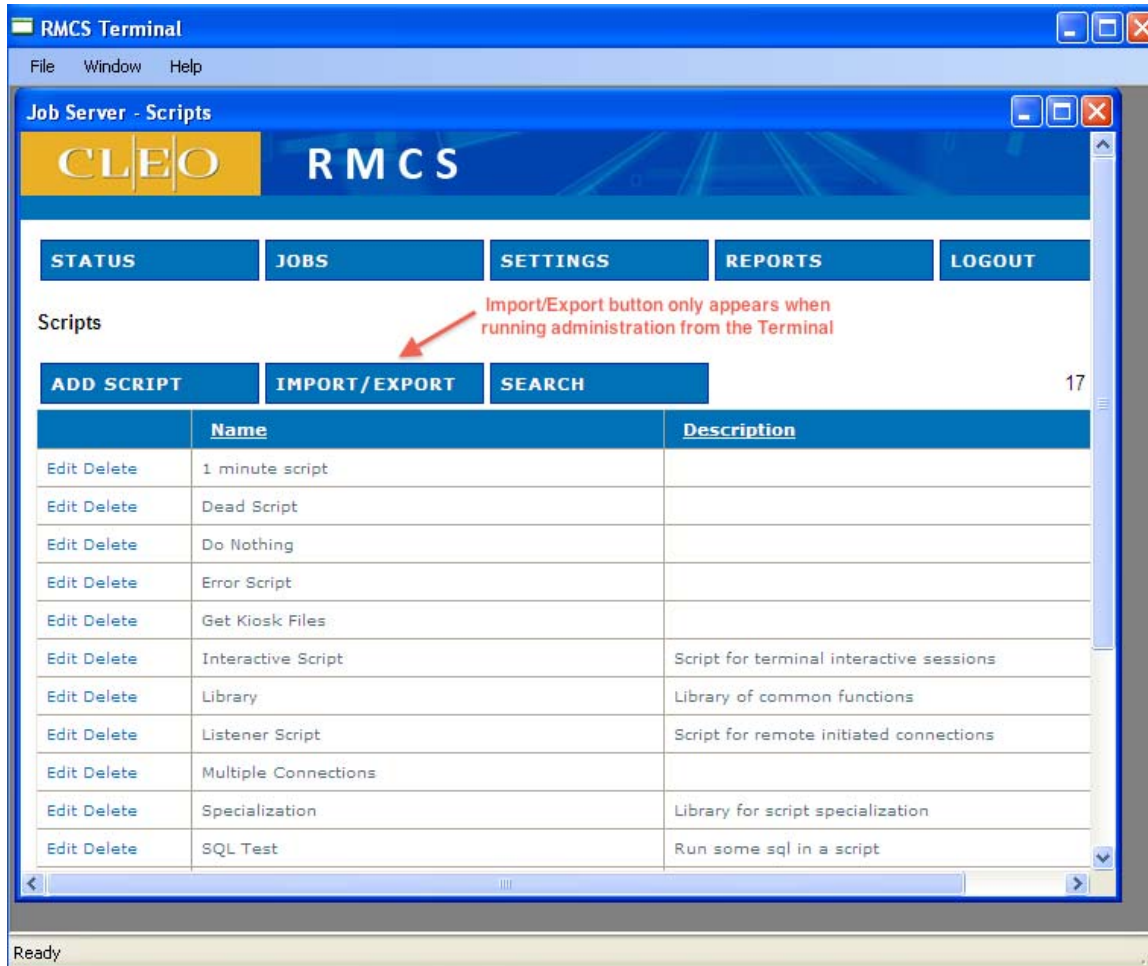 RMCS Terminal
File Window Help
Job Server - Scripts
CLEO RMCS
STATUS JOBS SETTINGS REPORTS LOGOUT
Import/Export button only appears when
running administration from the Terminal
Scripts
ADD SCRIPT IMPORT/EXPORT SEARCH 17
Name Description
Edit Delete 1 minute script
Edit Delete Dead Script
Edit Delete Do Nothing
Edit Delete Error Script
Edit Delete Get Kiosk Files
Edit Delete Interactive Script Script for terminal interactive sessions
Edit Delete Library Library of common functions
Edit Delete Listener Script Script for remote initiated connections
Edit Delete Multiple Connections
Edit Delete Specialization Library for script specialization
Edit Delete SQL Test Run some sql in a script
Ready